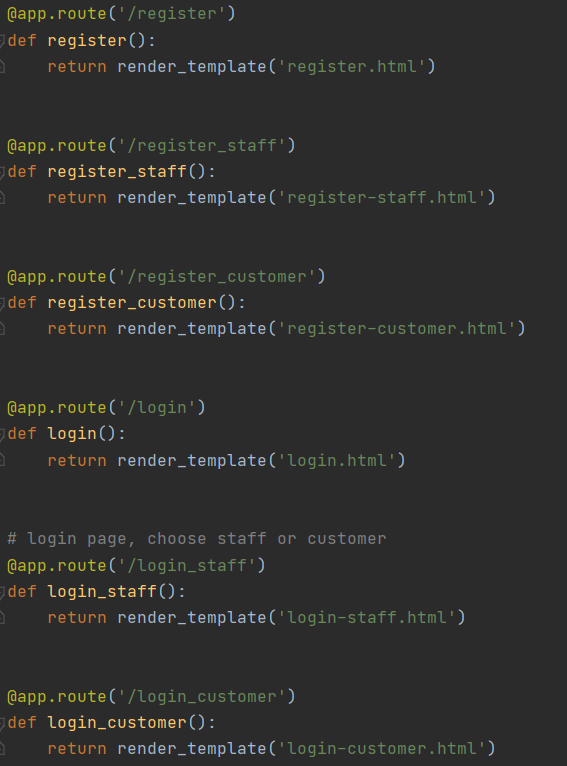 @app.route('/register')
def register():
    return render_template('register.html')
@app.route('/register_staff')
def register_staff():
    return render_template('register-staff.html')
@app.route('/register_customer')
def register_customer():
    return render_template('register-customer.html')
@app.route('/login')
def login():
    return render_template('login.html')
# login page, choose staff or customer
@app.route('/login_staff')
def login_staff():
    return render_template('login-staff.html')
@app.route('/login_customer')
def login_customer():
    return render_template('login-customer.html')